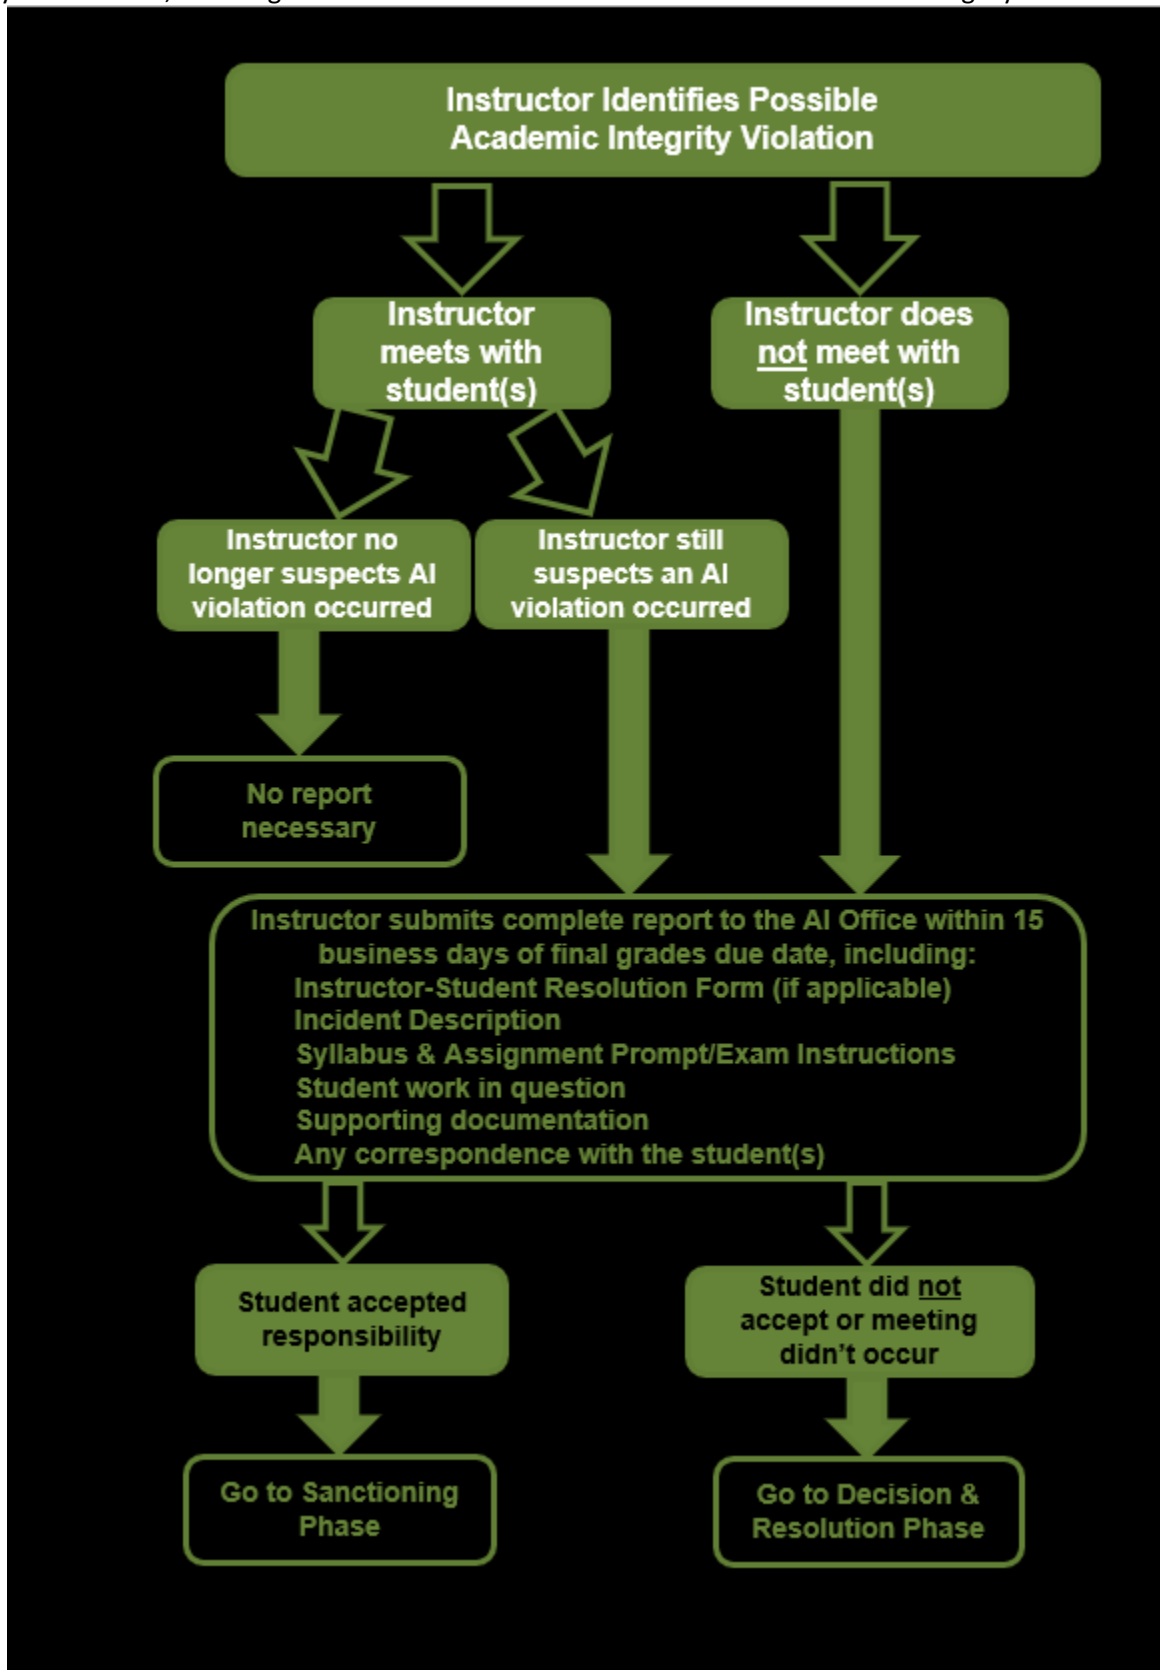 Instructor Identifies Possible
Academic Integrity Violation
Instructor
meets with
student(s)
Instructor does
not meet with
student(s)
Instructor no
longer suspects AI
violation occurred
Instructor still
suspects an AI
violation occurred
No report
necessary
Instructor submits complete report to the AI Office within 15
business days of final grades due date, including:
Instructor-Student Resolution Form (if applicable)
Incident Description
Syllabus & Assignment Prompt/Exam Instructions
Student work in question
Supporting documentation
Any correspondence with the student(s)
Student accepted
responsibility
Student did not
accept or meeting
didn't occur
Go to Sanctioning
Phase
Go to Decision &
Resolution Phase